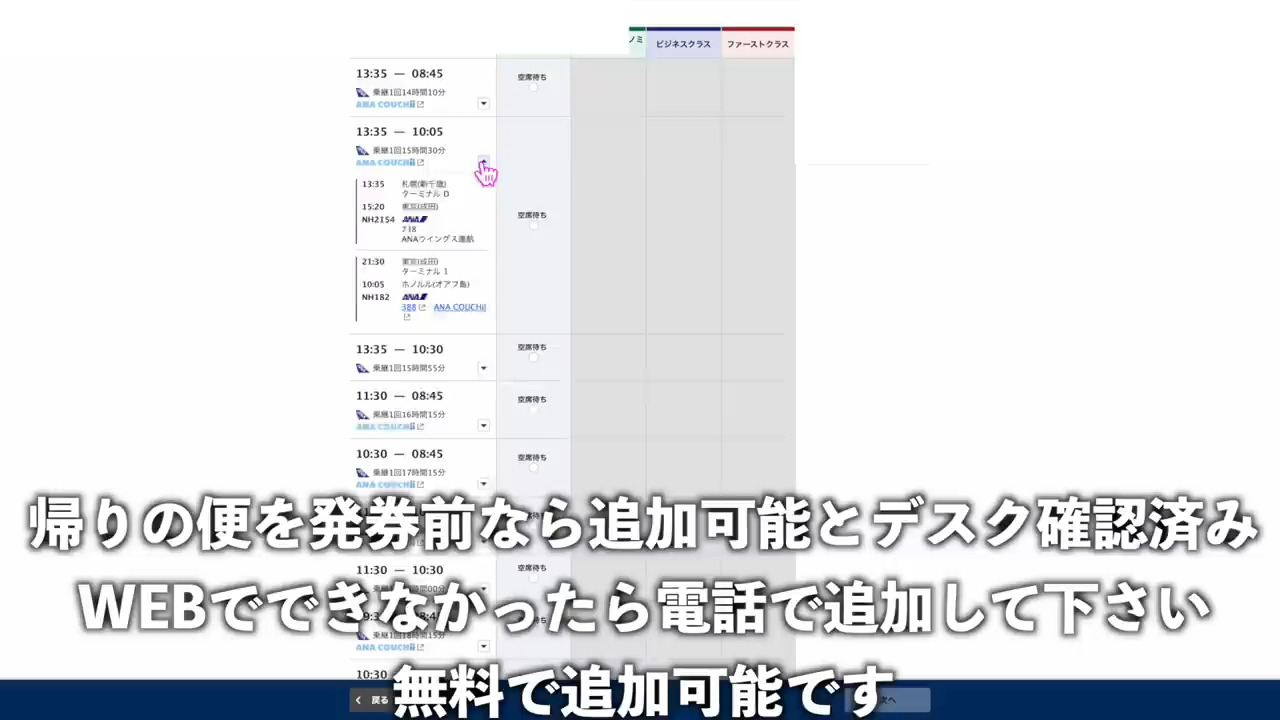 ノミ
ビジネスクラス
ファーストクラス
13:35 — 08:45
空席待ち
乗継1回14時間10分
ANA COUCHii
13:35 — 10:05
乗継1回15時間30分
ANA COUCHii
13:35 札幌(新千歳)
ターミナル D
15:20 東京(成田)
空席待ち
NH2154 ANA
738
ANAウイングス運航
21:30 東京(成田)
ターミナル 1
10:05 ホノルル(オアフ島)
NH182 ANA
388 ANA COUCHii
13:35 — 10:30
空席待ち
乗継1回15時間55分
11:30 — 08:45
空席待ち
乗継1回16時間15分
ANA COUCHii
10:30 — 08:45
空席待ち
乗継1回17時間15分
ANA COUCHii
帰りの便を発券前なら追加可能とデスク確認済み
11:30 — 10:30
空席待ち
WEBでできなかったら電話で追加して下さい
ANA COUCHii
10:30
無料で追加可能です
戻る